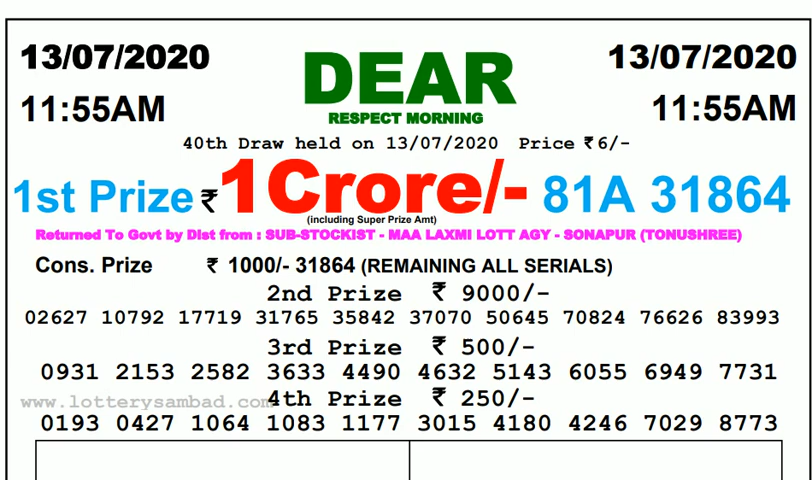 13/07/2020 DEAR 13/07/2020
11:55AM RESPECT MORNING 11:55AM
40th Draw held on 13/07/2020 Price ₹6/-
1st Prize ₹1Crore/- 81A 31864
(including Super Prize Amt)
Returned To Govt by Dist from : SUB-STOCKIST - MAA LAXMI LOTT AGY - SONAPUR (TONUSHREE)
Cons. Prize ₹ 1000/- 31864 (REMAINING ALL SERIALS)
2nd Prize ₹ 9000/-
02627 10792 17719 31765 35842 37070 50645 70824 76626 83993
3rd Prize ₹ 500/-
0931 2153 2582 3633 4490 4632 5143 6055 6949 7731
www.lotterysambad.com 4th Prize ₹ 250/-
0193 0427 1064 1083 1177 3015 4180 4246 7029 8773